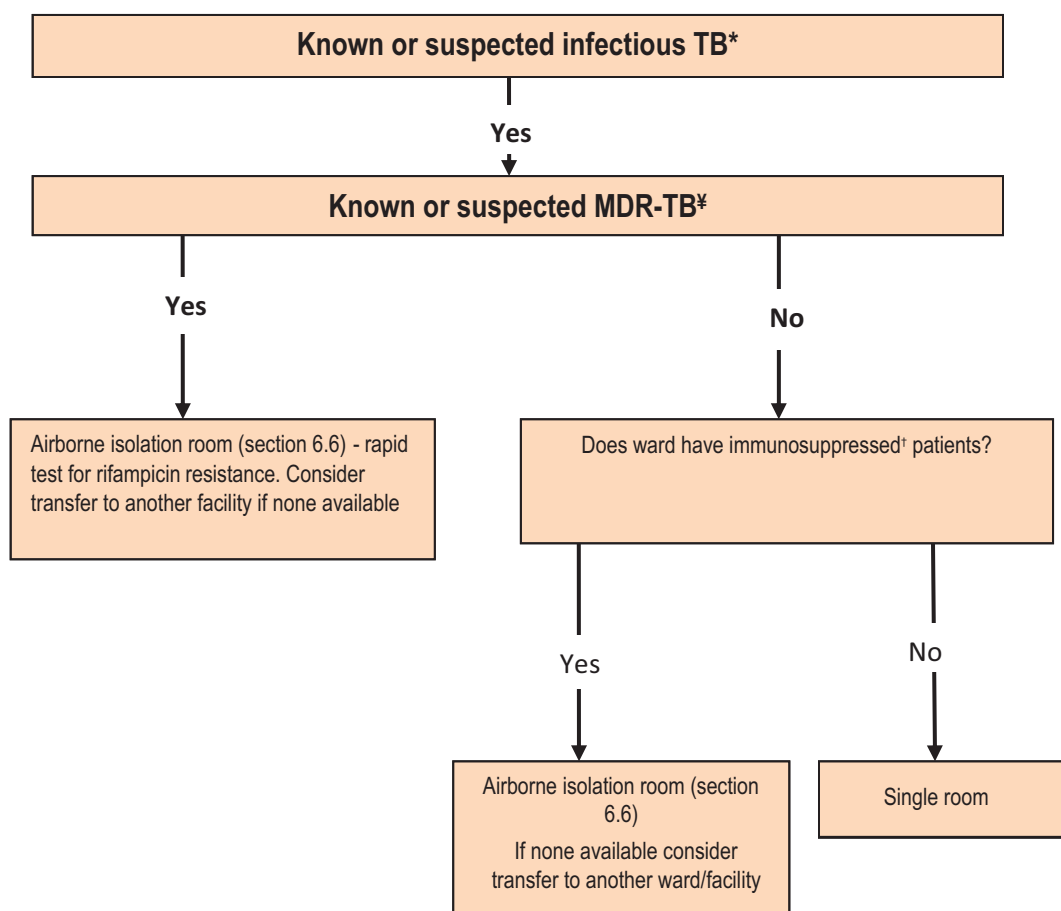 Known or suspected infectious TB*
Yes
Known or suspected MDR-TB¥
Yes
No
Airborne isolation room (section 6.6) - rapid
test for rifampicin resistance. Consider
transfer to another facility if none available
Does ward have immunosuppressed† patients?
Yes
No
Airborne isolation room (section
6.6)
If none available consider
transfer to another ward/facility
Single room